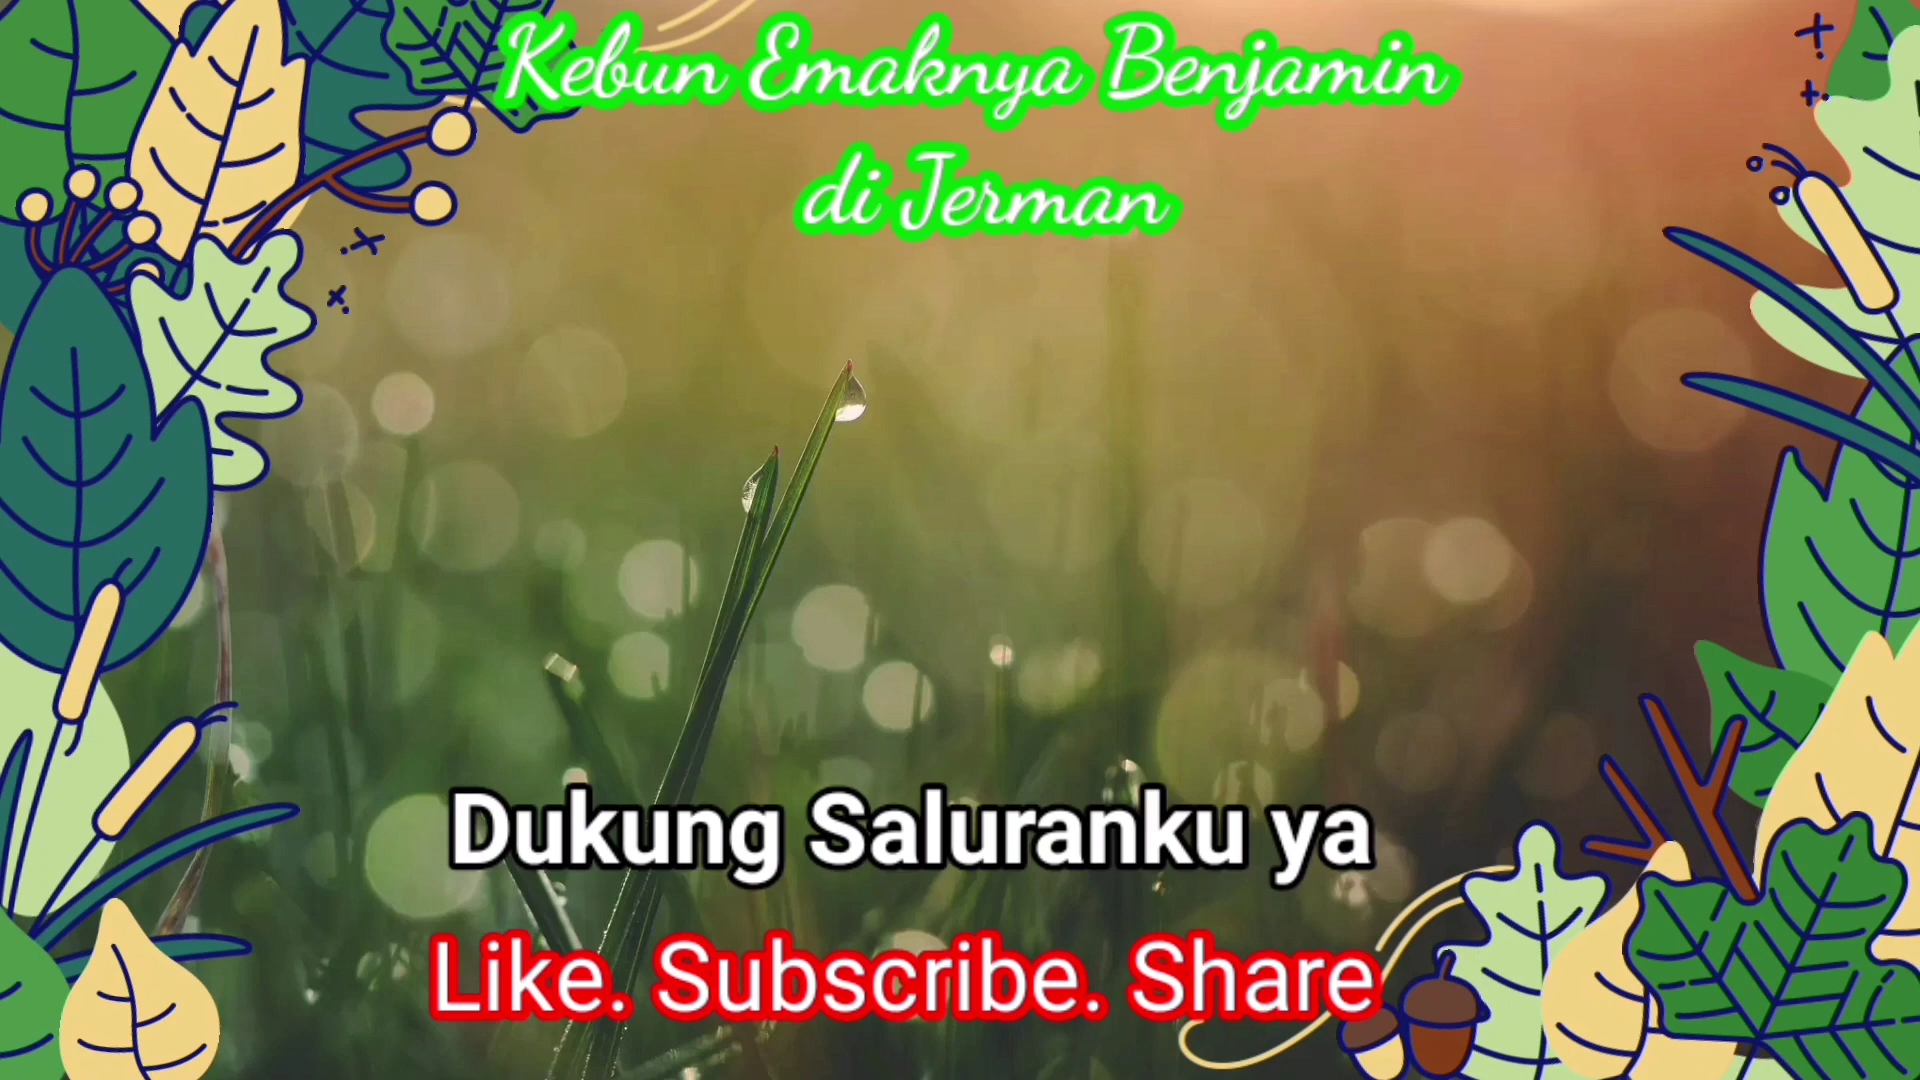 Kebun Emaknya Benjamin
di Jerman
Dukung Saluranku ya
Like. Subscribe. Share